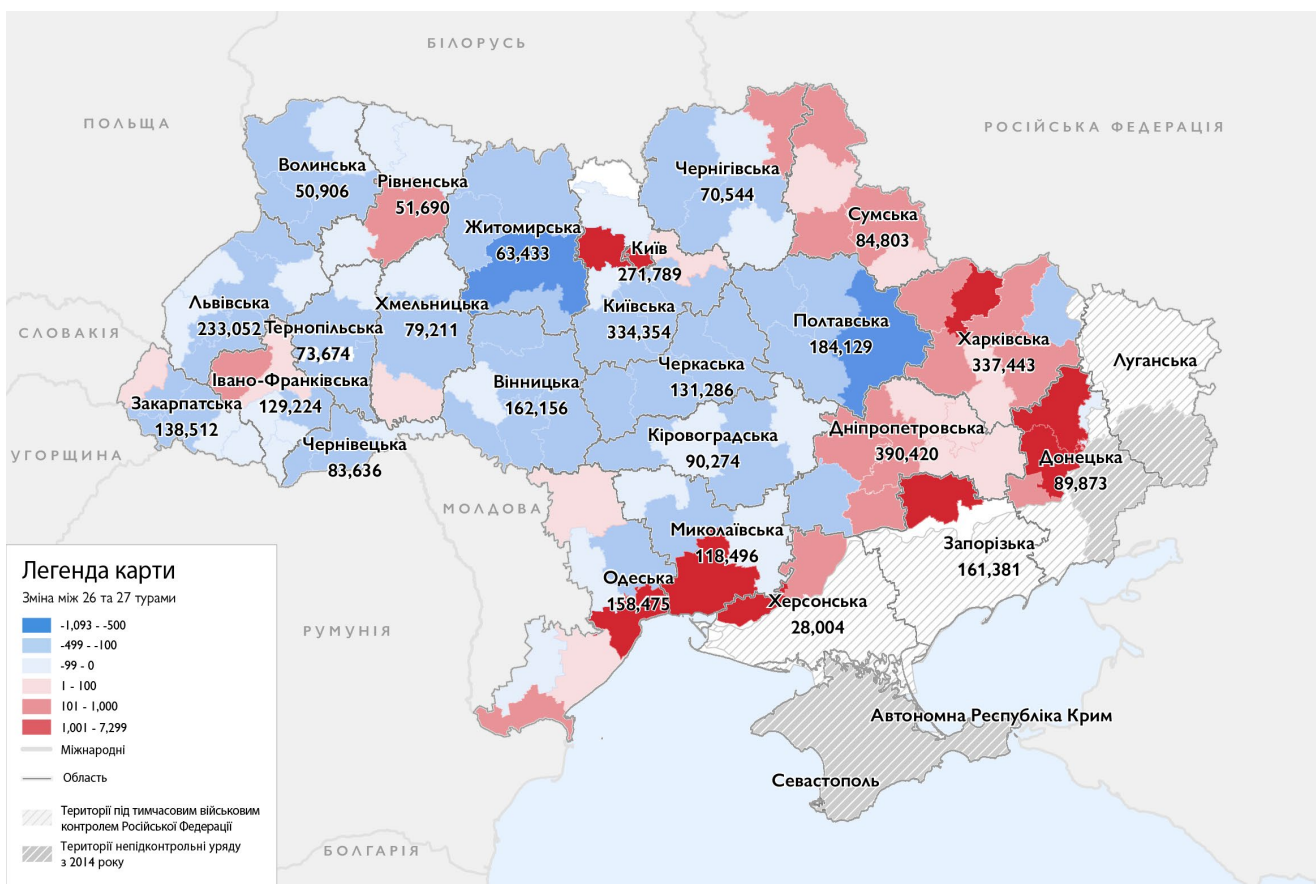 БІЛОРУСЬ
ПОЛЬЩА
РОСІЙСЬКА ФЕДЕРАЦІЯ
Волинська
50,906
Рівненська
51,690
Чернігівська
70,544
Житомирська
63,433
Сумська
84,803
Київ
271,789
Львівська
233,052
Тернопільська
73,674
Хмельницька
79,211
Київська
334,354
Полтавська
184,129
Харківська
337,443
Луганська
СЛОВАКІЯ
Івано-Франківська
129,224
Закарпатська
138,512
Вінницька
162,156
Черкаська
131,286
Чернівецька
83,636
Кіровоградська
90,274
Дніпропетровська
390,420
Донецька
89,873
УГОРЩИНА
МОЛДОВА
Миколаївська
118,496
Запорізька
161,381
Одеська
158,475
Херсонська
28,004
РУМУНІЯ
Автономна Республіка Крим
Севастополь
БОЛГАРІЯ
Легенда карти
Зміна між 26 та 27 турами
-1,093 - -500
-499 - -100
-99 - 0
1 - 100
101 - 1,000
1,001 - 7,299
Міжнародні
Область
Території під тимчасовим військовим
контролем Російської Федерації
Території непідконтрольні уряду
з 2014 року